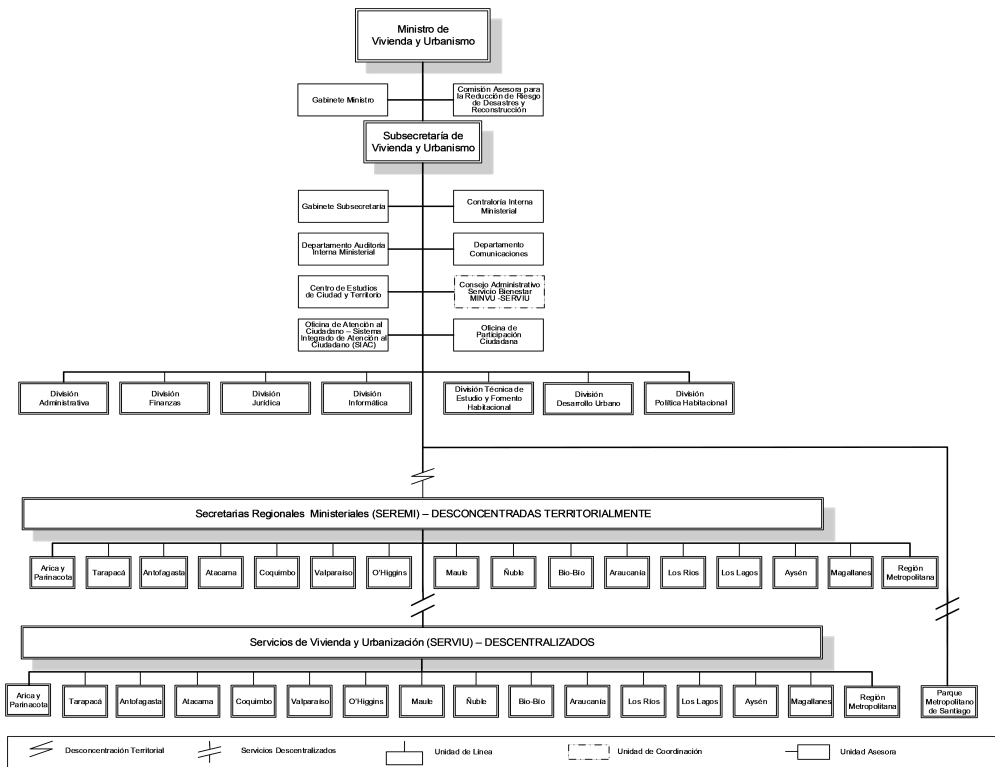 Ministro de
Vivienda y Urbanismo
Gabinete Ministro
Comisión Asesora para
la Reducción de Riesgo
de Desastres y
Reconstrucción
Subsecretaría de
Vivienda y Urbanismo
Gabinete Subsecretaría
Contraloría Interna
Ministerial
Departamento Auditoría
Interna Ministerial
Departamento
Comunicaciones
Centro de Estudios
de Ciudad y Territorio
Consejo Administrativo
Servicio Bienestar
MINVU -SERVIU
Oficina de Atención al
Ciudadano – Sistema
Integrado de Atención al
Ciudadano (SIAC)
Oficina de
Participación
Ciudadana
División
Administrativa
División
Finanzas
División
Jurídica
División
Informática
División Técnica de
Estudio y Fomento
Habitacional
División
Desarrollo Urbano
División
Política Habitacional
Secretarias Regionales Ministeriales (SEREMI) – DESCONCENTRADAS TERRITORIALMENTE
Arica y
Parinacota
Tarapacá
Antofagasta
Atacama
Coquimbo
Valparaíso
O'Higgins
Maule
Ñuble
Bio-Bío
Araucanía
Los Ríos
Los Lagos
Aysén
Magallanes
Región
Metropolitana
Servicios de Vivienda y Urbanización (SERVIU) – DESCENTRALIZADOS
Arica y
Parinacota
Tarapacá
Antofagasta
Atacama
Coquimbo
Valparaíso
O'Higgins
Maule
Ñuble
Bio-Bío
Araucanía
Los Ríos
Los Lagos
Aysén
Magallanes
Región
Metropolitana
Parque
Metropolitano
de Santiago
Desconcentración Territorial
Servicios Descentralizados
Unidad de Línea
Unidad de Coordinación
Unidad Asesora